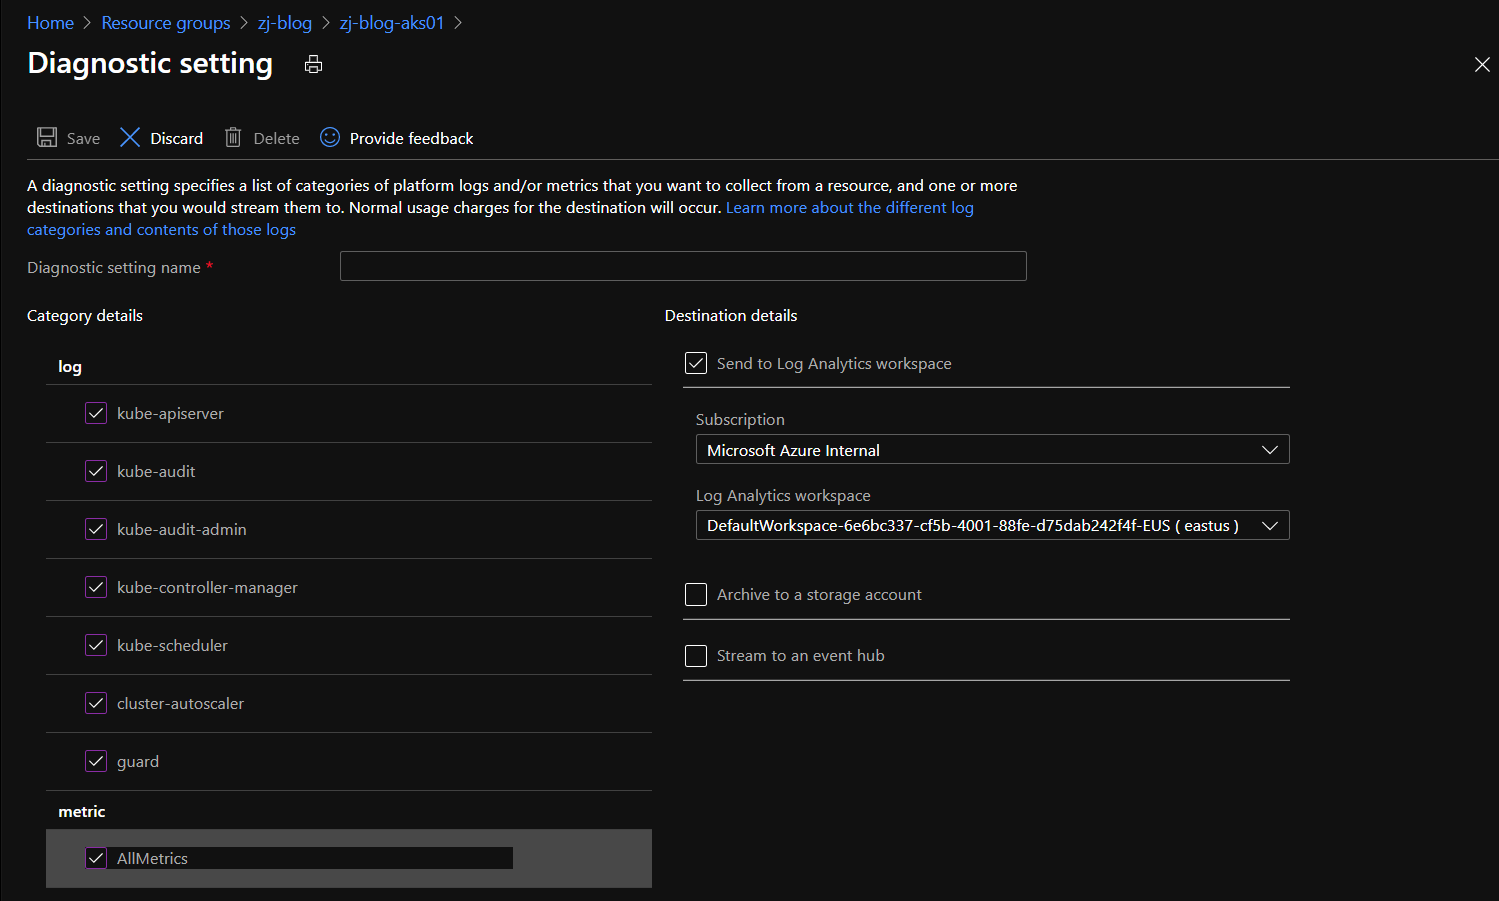 Home > Resource groups > zj-blog > zj-blog-aks01 >
Diagnostic setting
Save Discard Delete Provide feedback
A diagnostic setting specifies a list of categories of platform logs and/or metrics that you want to collect from a resource, and one or more
destinations that you would stream them to. Normal usage charges for the destination will occur. Learn more about the different log
categories and contents of those logs
Diagnostic setting name *
Category details
log
kube-apiserver
kube-audit
kube-audit-admin
kube-controller-manager
kube-scheduler
cluster-autoscaler
guard
metric
AllMetrics
Destination details
Send to Log Analytics workspace
Subscription
Microsoft Azure Internal
Log Analytics workspace
DefaultWorkspace-6e6bc337-cf5b-4001-88fe-d75dab242f4f-EUS ( eastus )
Archive to a storage account
Stream to an event hub